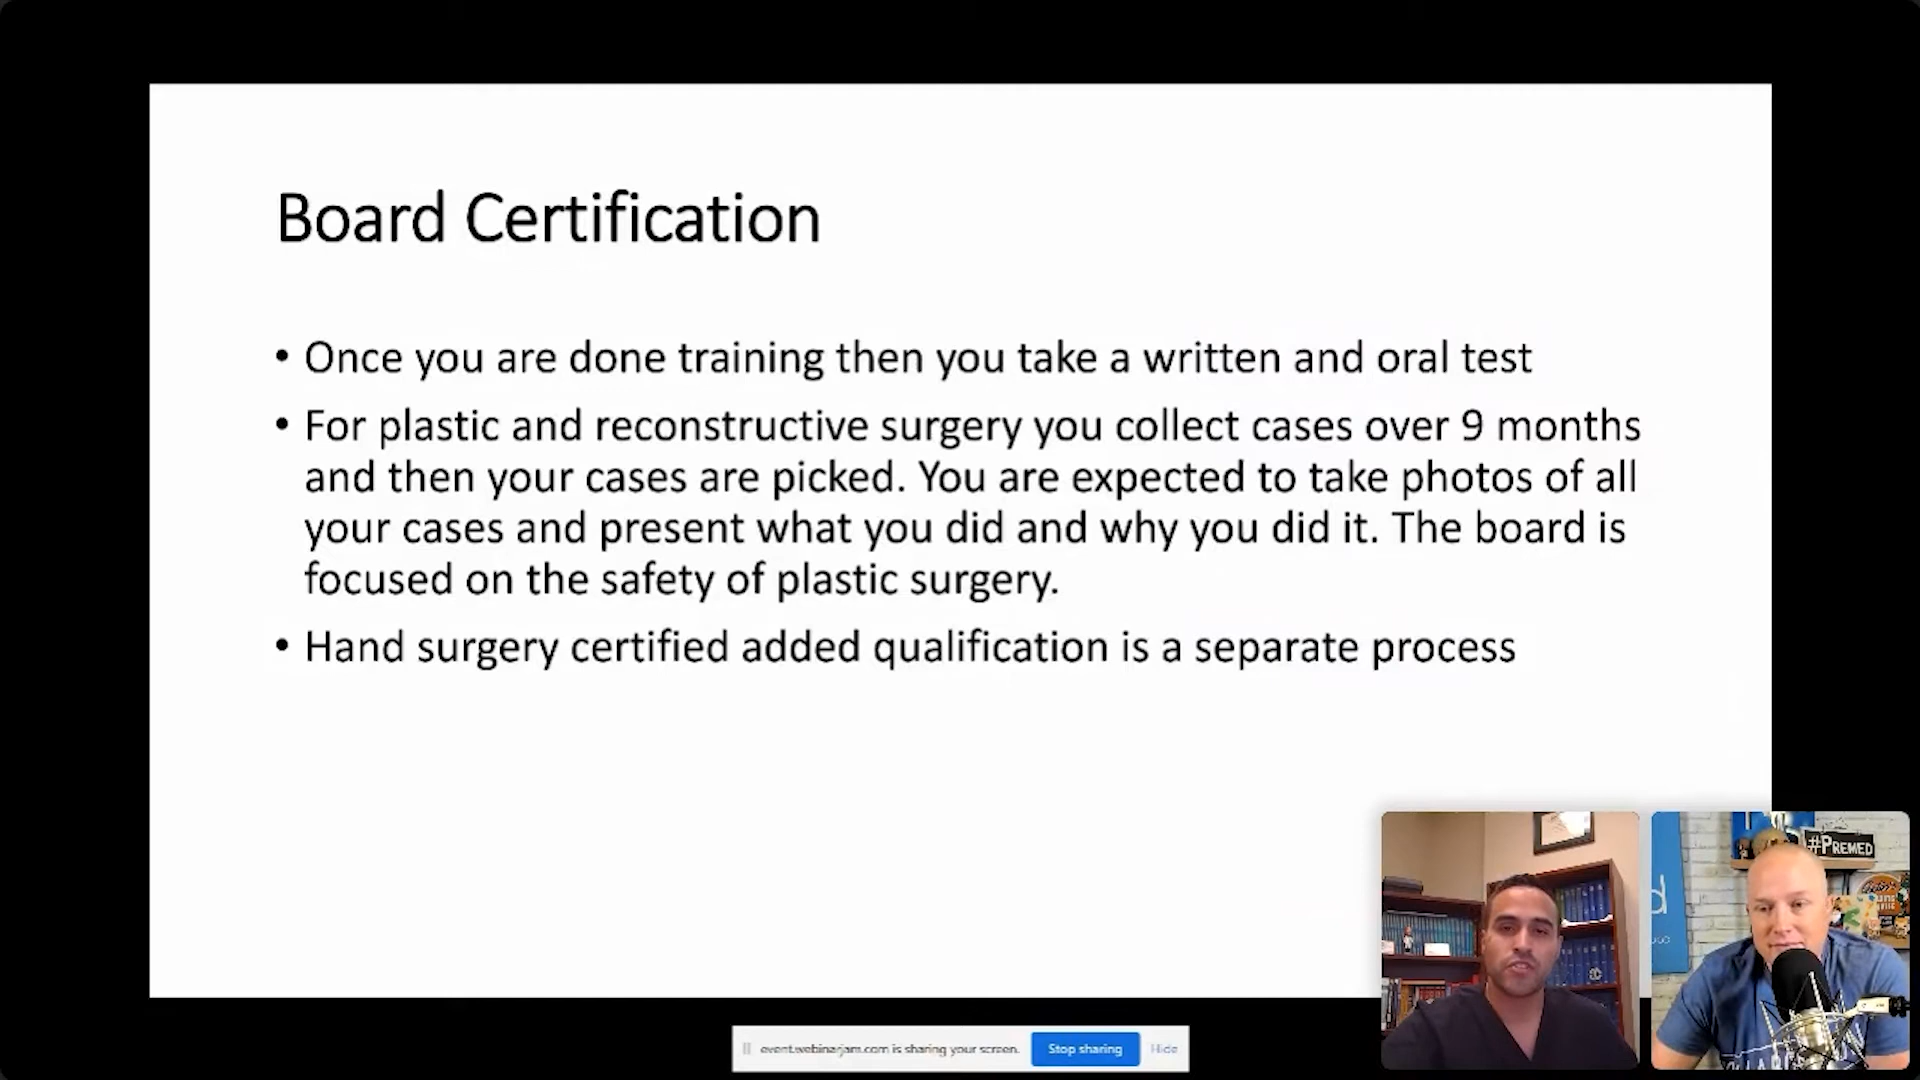 Board Certification
• Once you are done training then you take a written and oral test
• For plastic and reconstructive surgery you collect cases over 9 months
and then your cases are picked. You are expected to take photos of all
your cases and present what you did and why you did it. The board is
focused on the safety of plastic surgery.
• Hand surgery certified added qualification is a separate process
#PREMED
d
event.webinarjam.com is sharing your screen.
Stop sharing
Hide